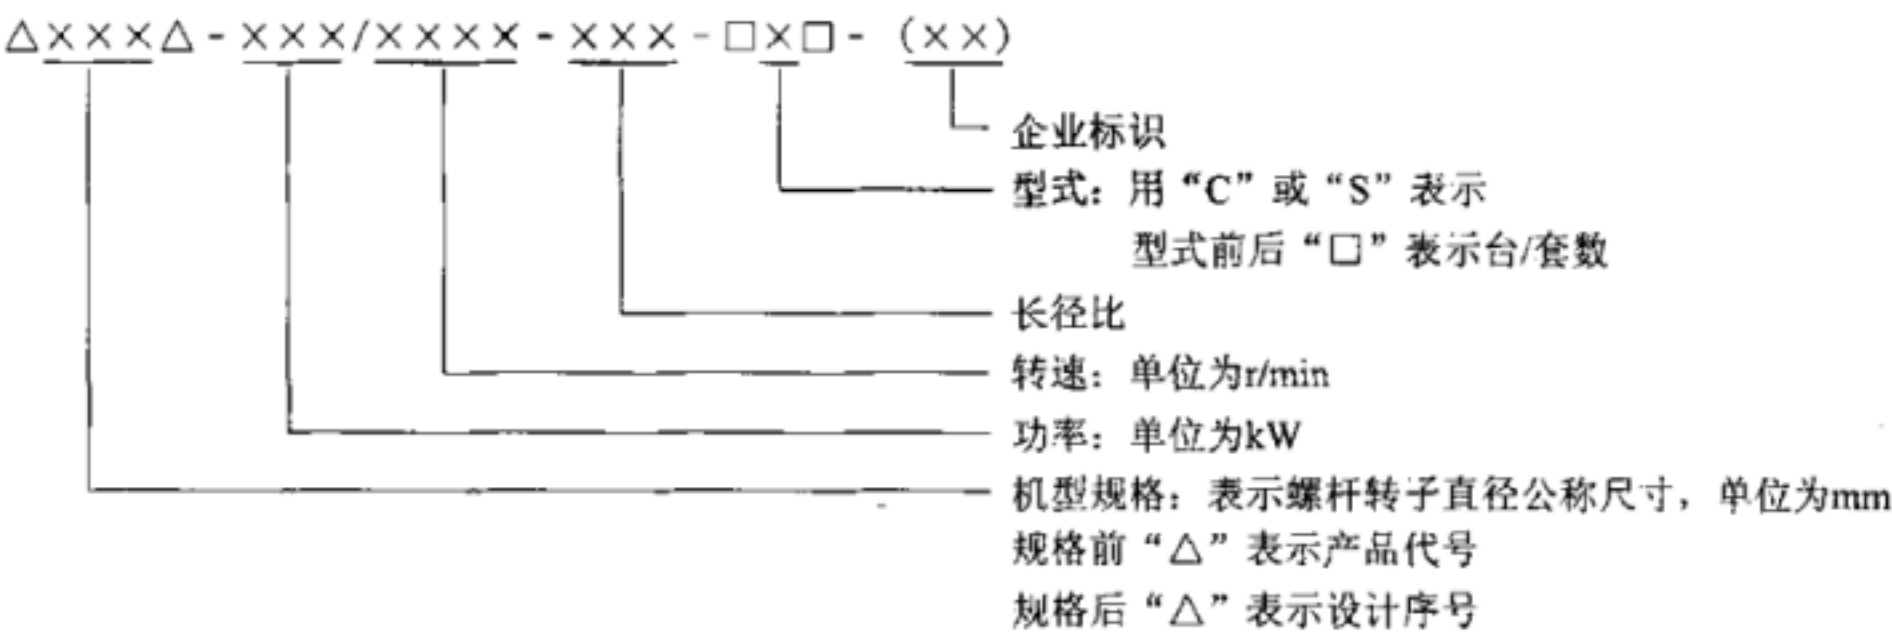 △×××△-×××/××××-×××-□×□-(××)
企业标识
型式：用“C”或“S”表示
型式前后“□”表示台/套数
长径比
转速：单位为r/min
功率：单位为kW
机型规格：表示螺杆转子直径公称尺寸，单位为mm
规格前“△”表示产品代号
规格后“△”表示设计序号